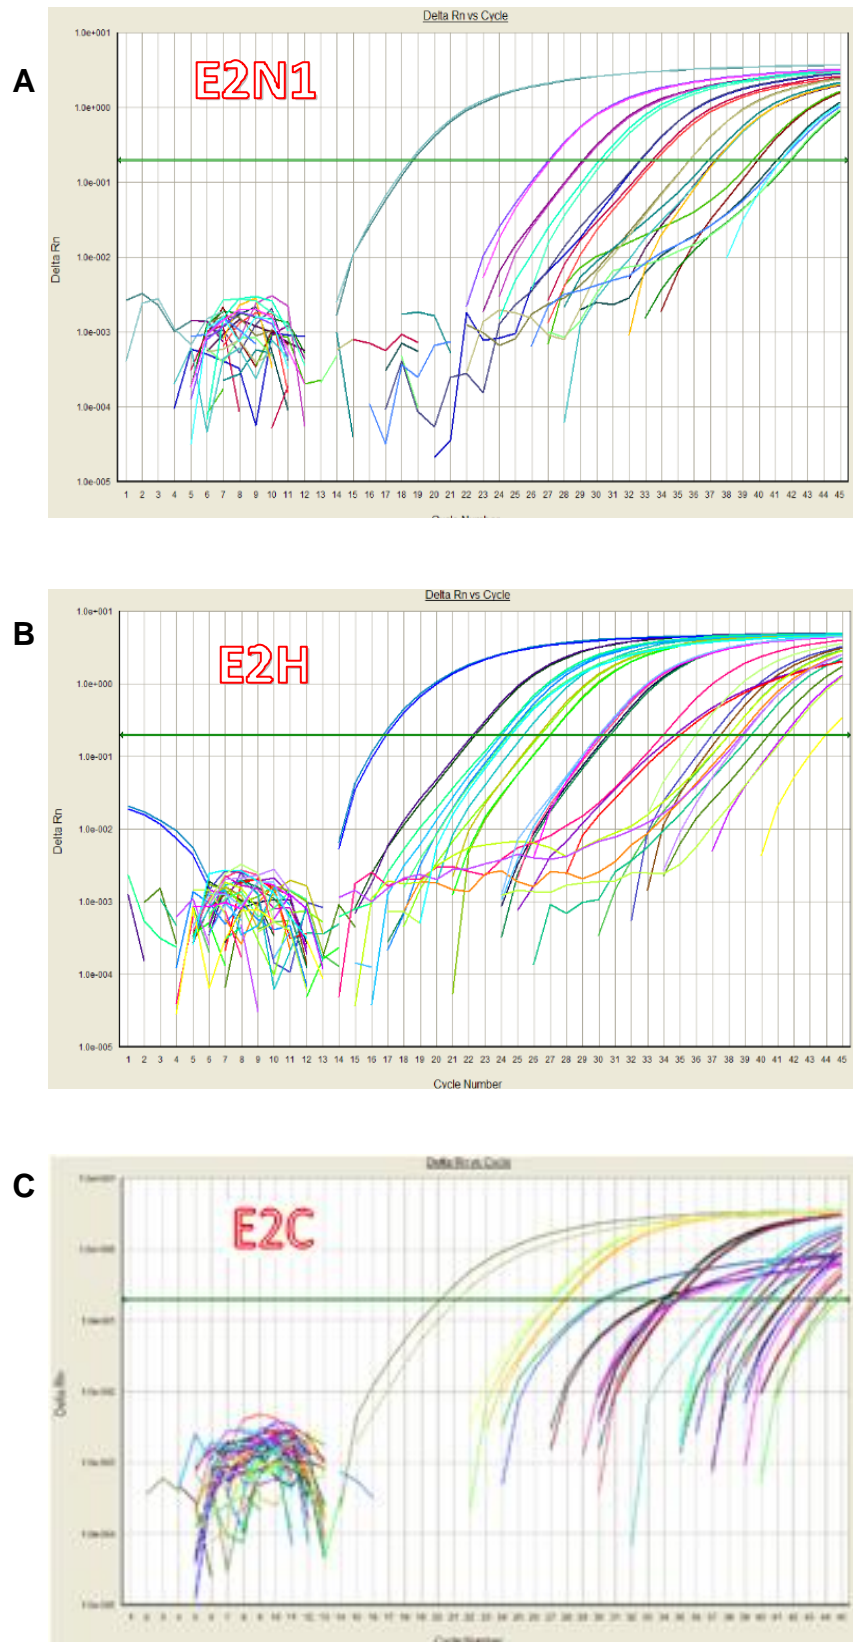 A
Delta Rn vs Cycle
E2N1
1.0e+001
1.0e+000
1.0e-001
1.0e-002
1.0e-003
1.0e-004
1.0e-005
Delta Rn
1 2 3 4 5 6 7 8 9 10 11 12 13 14 15 16 17 18 19 20 21 22 23 24 25 26 27 28 29 30 31 32 33 34 35 36 37 38 39 40 41 42 43 44 45
Cycle Number
B
Delta Rn vs Cycle
E2H
1.0e+001
1.0e+000
1.0e-001
1.0e-002
1.0e-003
1.0e-004
1.0e-005
Delta Rn
1 2 3 4 5 6 7 8 9 10 11 12 13 14 15 16 17 18 19 20 21 22 23 24 25 26 27 28 29 30 31 32 33 34 35 36 37 38 39 40 41 42 43 44 45
Cycle Number
C
Delta Rn vs Cycle
E2C
Delta Rn
Cycle Number